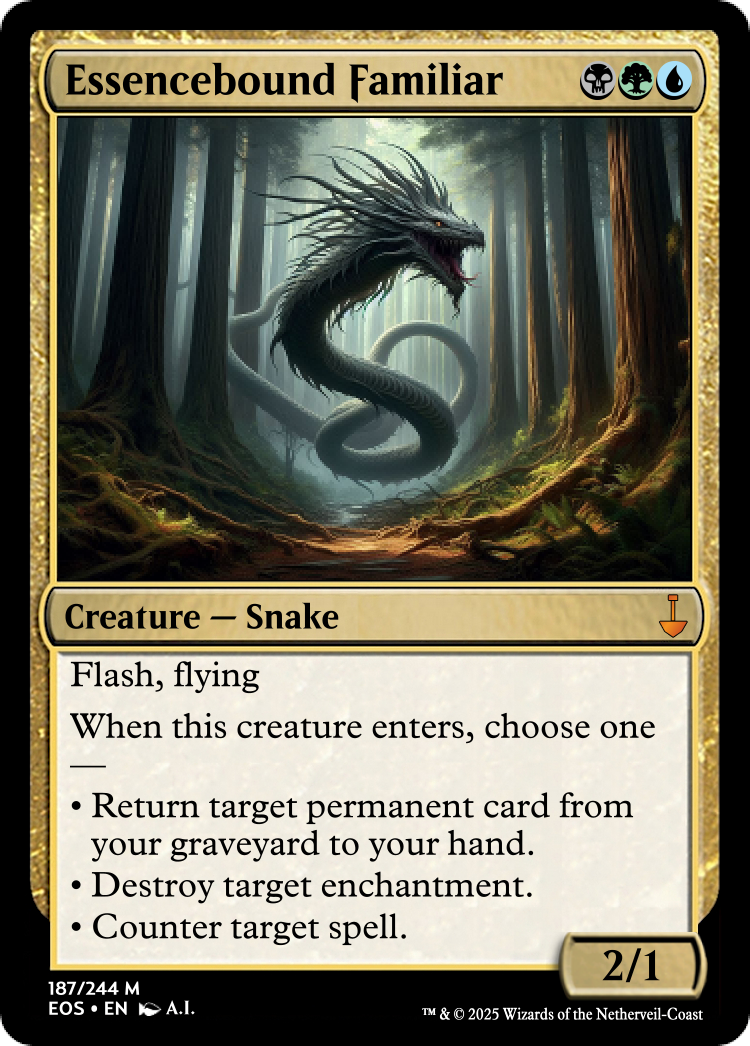 Essencebound Familiar
Creature — Snake
Flash, flying
When this creature enters, choose one
—
• Return target permanent card from
your graveyard to your hand.
• Destroy target enchantment.
• Counter target spell.
2/1
187/244 M
EOS • EN A.I.
™ & © 2025 Wizards of the Netherveil-Coast